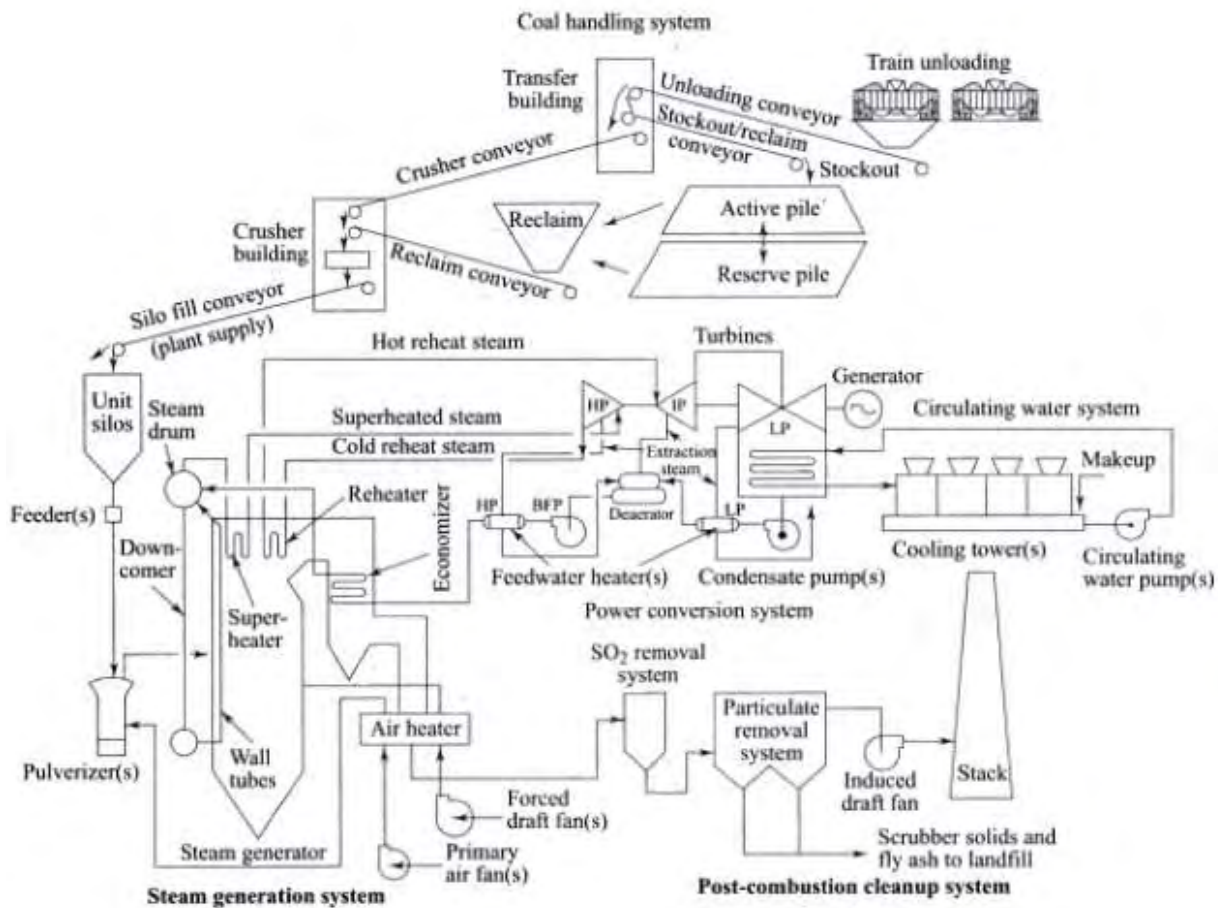 Coal handling system
Train unloading
Transfer
building
Unloading conveyor
Stockout/reclaim
conveyor
Stockout
Crusher conveyor
Active pile
Reclaim
Reserve pile
Crusher
building
Reclaim conveyor
Silo fill conveyor
(plant supply)
Hot reheat steam
Turbines
Generator
Unit
silos
Steam
drum
HP
IP
Superheated steam
LP
Circulating water system
Cold reheat steam
Extraction
steam
Makeup
Reheater
Feeder(s)
HP
BFP
Deaerator
LP
Economizer
Down-
comer
Feedwater heater(s)
Condensate pump(s)
Cooling tower(s)
Circulating
water pump(s)
Super-
heater
Power conversion system
SO₂ removal
system
Particulate
removal
system
Air heater
Wall
tubes
Pulverizer(s)
Induced
draft fan
Stack
Forced
draft fan(s)
Steam generator
Primary
air fan(s)
Scrubber solids and
fly ash to landfill
Steam generation system
Post-combustion cleanup system